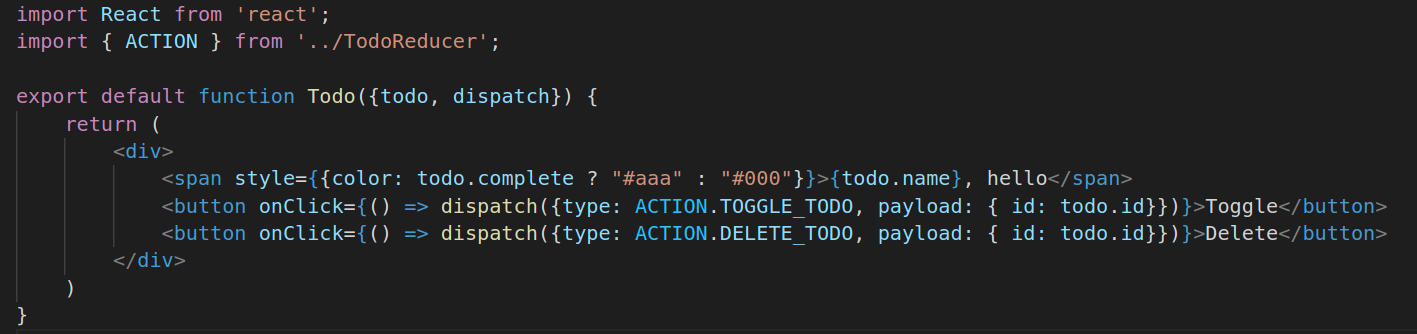 import React from 'react';
import { ACTION } from '../TodoReducer';
export default function Todo({todo, dispatch}) {
return (
<div>
<span style={{color: todo.complete ? "#aaa" : "#000"}}>{todo.name}, hello</span>
<button onClick={() => dispatch({type: ACTION.TOGGLE_TODO, payload: { id: todo.id}})}>Toggle</button>
<button onClick={() => dispatch({type: ACTION.DELETE_TODO, payload: { id: todo.id}})}>Delete</button>
</div>
)
}